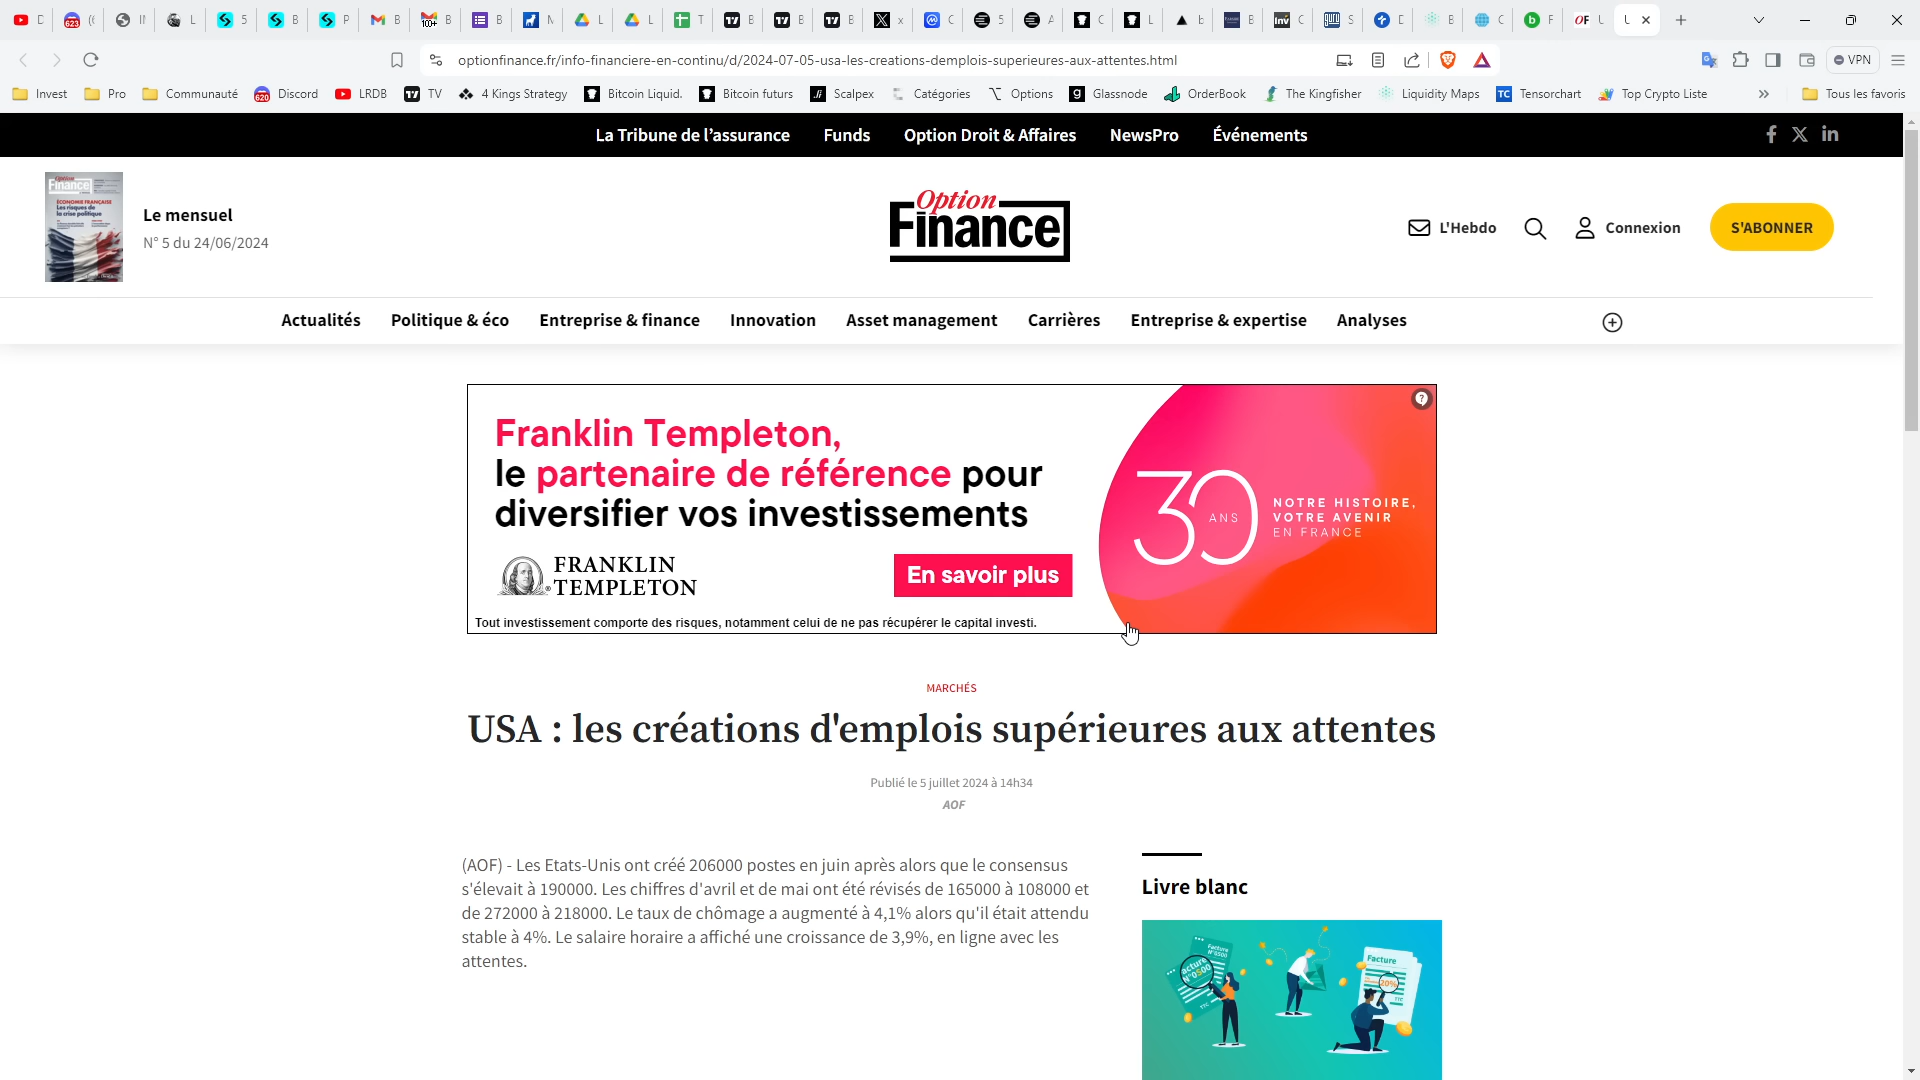 optionfinance.fr/info-financiere-en-continu/d/2024-07-05-usa-les-creations-demplois-superieures-aux-attentes.html
VPN
Invest Pro Communauté Discord LRDB TV 4 Kings Strategy Bitcoin Liquid. Bitcoin futurs Scalpex Catégories Options Glassnode OrderBook The Kingfisher Liquidity Maps Tensorchart Top Crypto Liste » Tous les favoris
La Tribune de l’assurance Funds Option Droit & Affaires NewsPro Événements
Le mensuel
N° 5 du 24/06/2024
Option
Finance
L'Hebdo Connexion S'ABONNER
Actualités Politique & éco Entreprise & finance Innovation Asset management Carrières Entreprise & expertise Analyses
Franklin Templeton,
le partenaire de référence pour
diversifier vos investissements
FRANKLIN
TEMPLETON
En savoir plus
30 ANS
NOTRE HISTOIRE,
VOTRE AVENIR
EN FRANCE
Tout investissement comporte des risques, notamment celui de ne pas récupérer le capital investi.
MARCHÉS
USA : les créations d'emplois supérieures aux attentes
Publié le 5 juillet 2024 à 14h34
AOF
(AOF) - Les Etats-Unis ont créé 206000 postes en juin après alors que le consensus
s'élevait à 190000. Les chiffres d'avril et de mai ont été révisés de 165000 à 108000 et
de 272000 à 218000. Le taux de chômage a augmenté à 4,1% alors qu'il était attendu
stable à 4%. Le salaire horaire a affiché une croissance de 3,9%, en ligne avec les
attentes.
Livre blanc
Facture
N°0500
Facture
20%